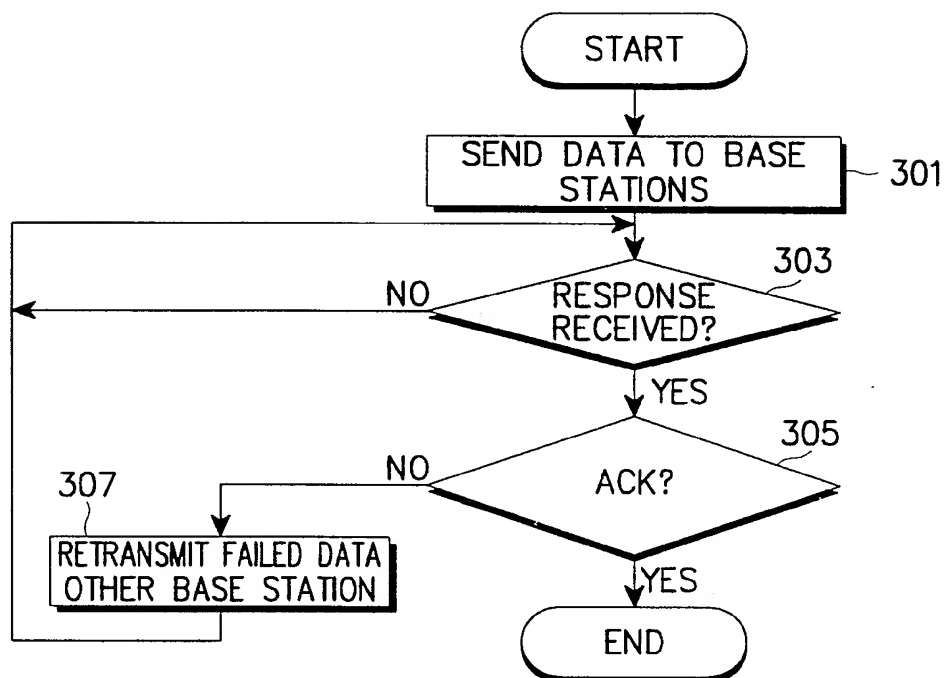 START
SEND DATA TO BASE
STATIONS
301
303
NO
RESPONSE
RECEIVED?
YES
305
NO
ACK?
307
RETRANSMIT FAILED DATA
OTHER BASE STATION
YES
END